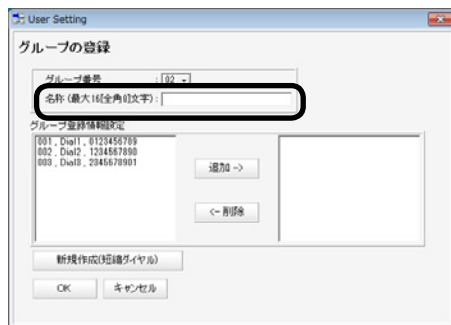 User Setting
グループの登録
グループ番号 : 02
名称 (最大16[全角8]文字) :
グループ登録情報設定
001 , Dial1 , 0123456789
002 , Dial2 , 1234567890
003 , Dial3 , 2345678901
追加 ->
<- 削除
新規作成(短縮ダイヤル)
OK
キャンセル